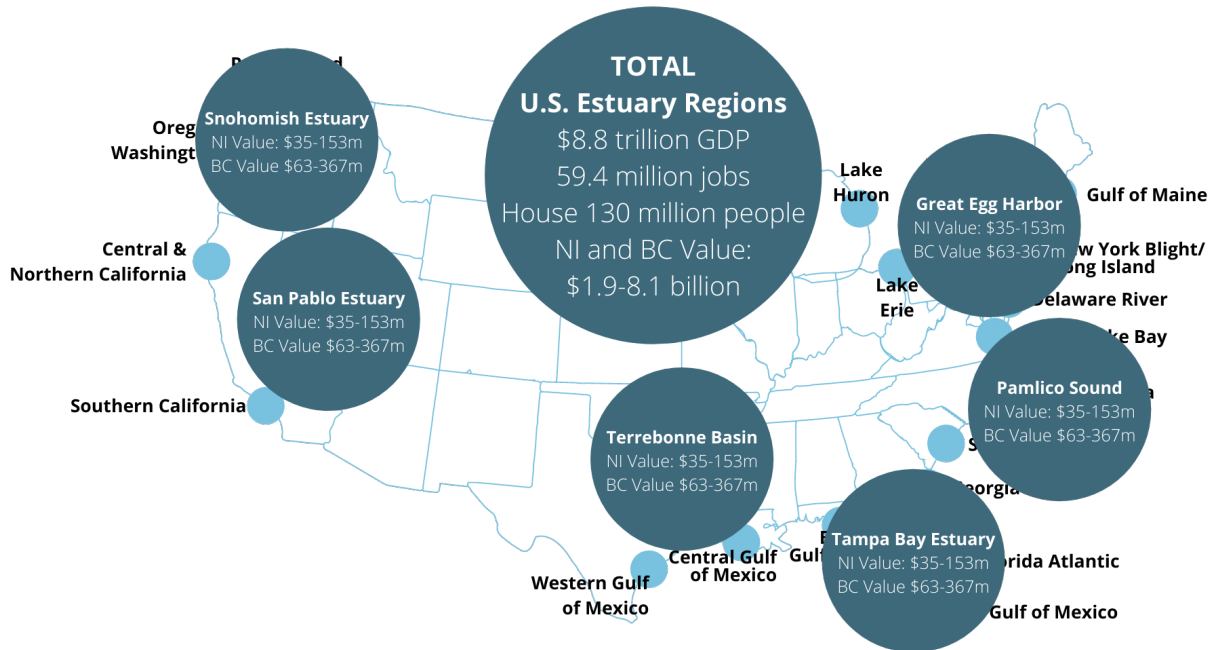 TOTAL
U.S. Estuary Regions
$8.8 trillion GDP
59.4 million jobs
House 130 million people
NI and BC Value:
$1.9-8.1 billion
Snohomish Estuary
NI Value: $35-153m
BC Value $63-367m
Central &
Northern California
San Pablo Estuary
NI Value: $35-153m
BC Value $63-367m
Southern California
Terrebonne Basin
NI Value: $35-153m
BC Value $63-367m
Western Gulf
of Mexico
Central Gulf
of Mexico
Lake
Huron
Lake
Erie
Great Egg Harbor
NI Value: $35-153m
BC Value $63-367m
Gulf of Maine
York Blight/
Island
Delaware River
Bay
Pamlico Sound
NI Value: $35-153m
BC Value $63-367m
Tampa Bay Estuary
NI Value: $35-153m
BC Value $63-367m
Atlantic
Gulf of Mexico